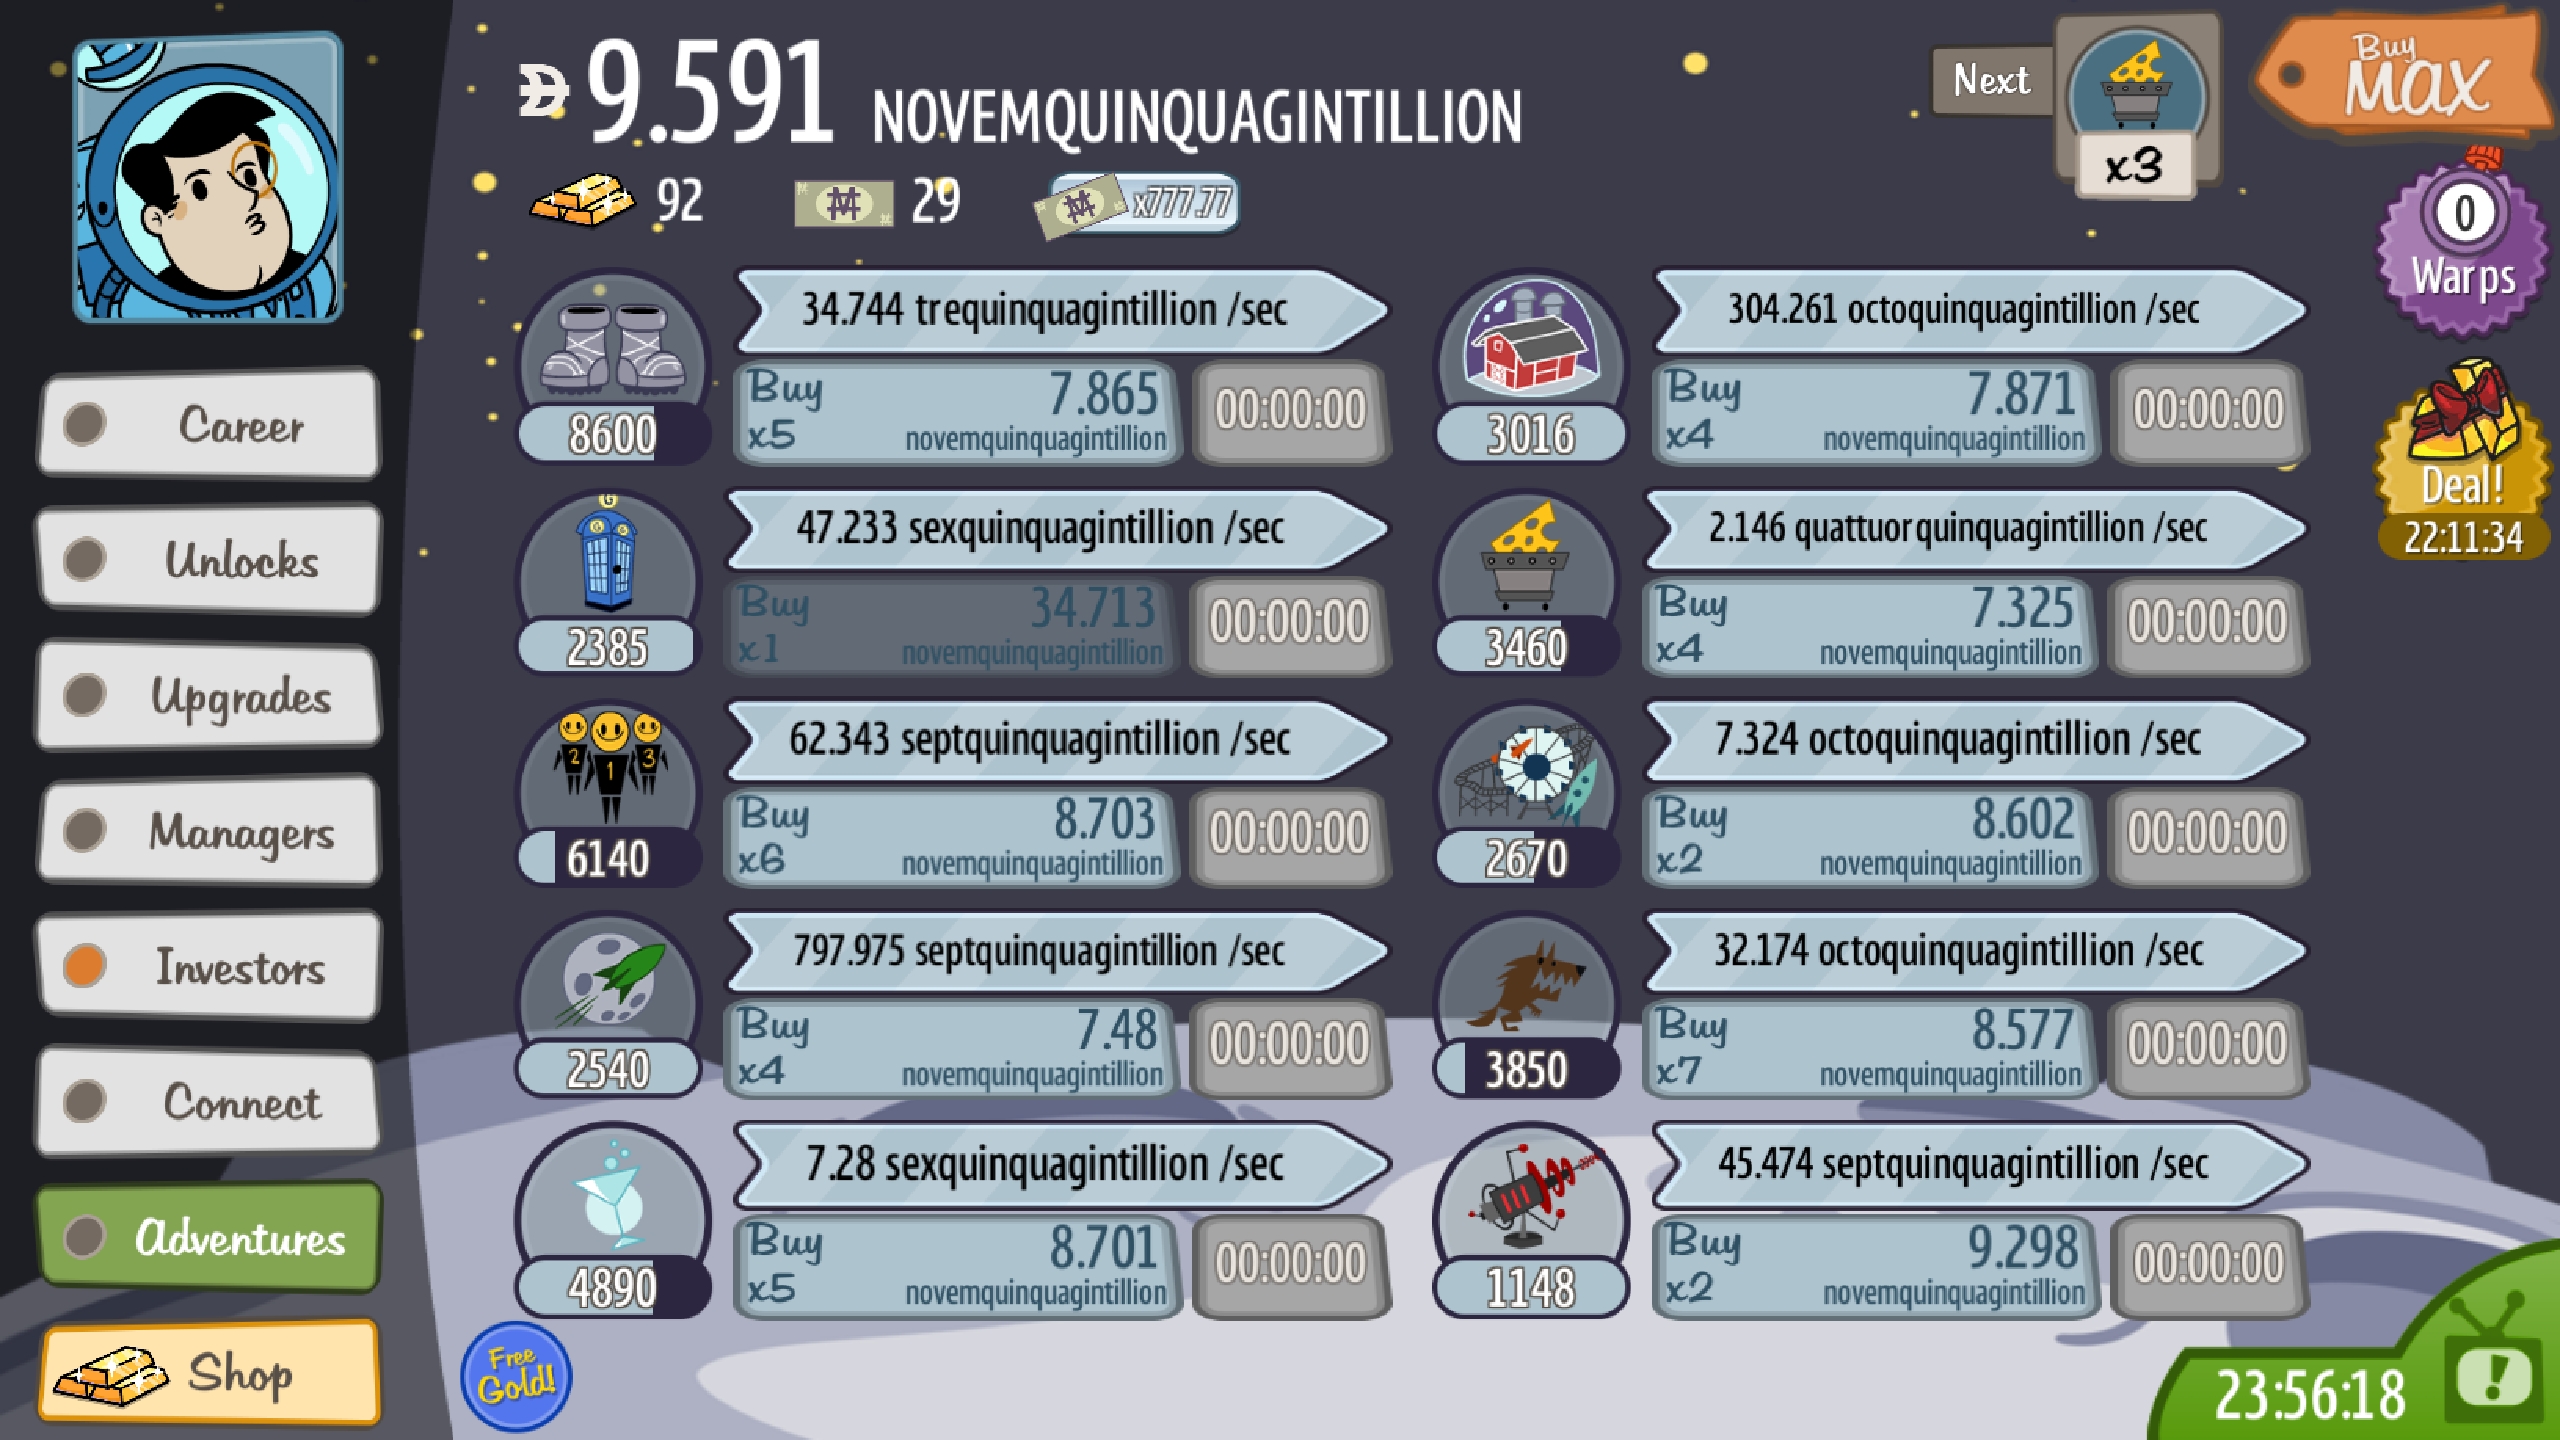 9.591 NOVEMQUINQUAGINTILLION
92
29
x777.77
Next
x3
Buy
MAX
0
Warps
Deal!
22:11:34
Career
Unlocks
Upgrades
Managers
Investors
Connect
Adventures
Shop
34.744 trequinquagintillion /sec
8600
Buy
x5
7.865
novemquinquagintillion
00:00:00
304.261 octoquinquagintillion /sec
3016
Buy
x4
7.871
novemquinquagintillion
00:00:00
G
47.233 sexquinquagintillion /sec
2385
Buy
x1
34.713
novemquinquagintillion
00:00:00
2.146 quattuorquinquagintillion /sec
3460
Buy
x4
7.325
novemquinquagintillion
00:00:00
2 1 3
62.343 septquinquagintillion /sec
6140
Buy
x6
8.703
novemquinquagintillion
00:00:00
7.324 octoquinquagintillion /sec
2670
Buy
x2
8.602
novemquinquagintillion
00:00:00
797.975 septquinquagintillion /sec
2540
Buy
x4
7.48
novemquinquagintillion
00:00:00
32.174 octoquinquagintillion /sec
3850
Buy
x7
8.577
novemquinquagintillion
00:00:00
7.28 sexquinquagintillion /sec
4890
Buy
x5
8.701
novemquinquagintillion
00:00:00
45.474 septquinquagintillion /sec
1148
Buy
x2
9.298
novemquinquagintillion
00:00:00
Free
Gold!
23:56:18
!